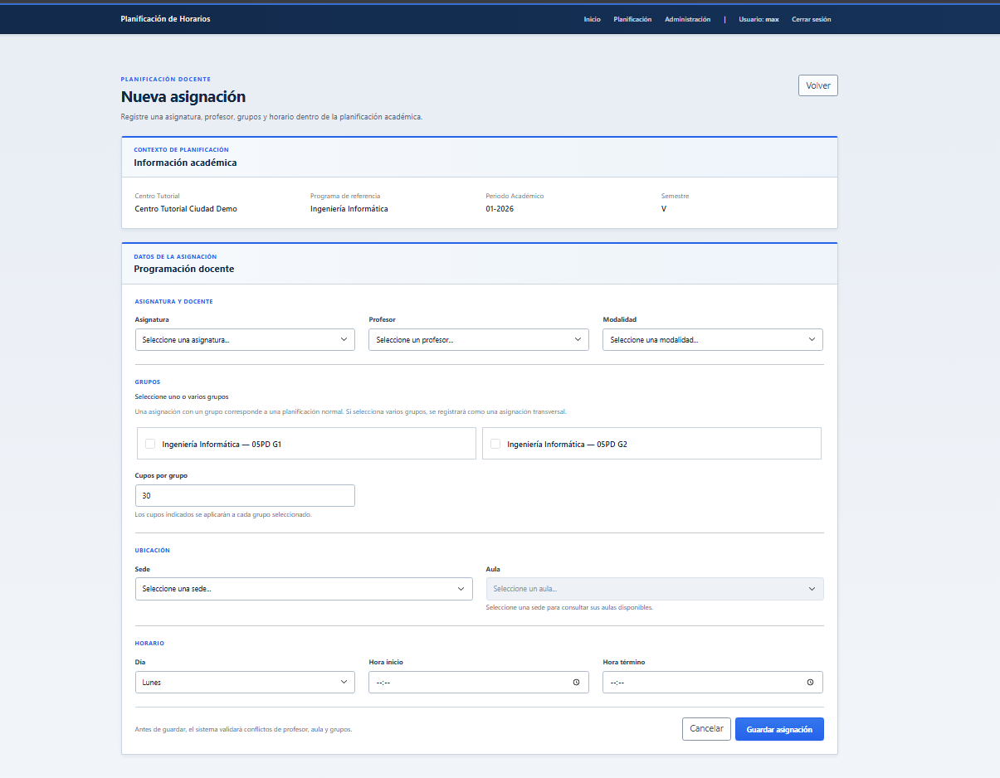 Planificación de Horarios
Inicio Planificación Administración | Usuario: max Cerrar sesión
PLANIFICACIÓN DOCENTE
Nueva asignación
Volver
Registre una asignatura, profesor, grupos y horario dentro de la planificación académica.
CONTEXTO DE PLANIFICACIÓN
Información académica
Centro Tutorial Programa de referencia Periodo Académico Semestre
Centro Tutorial Ciudad Demo Ingeniería Informática 01-2026 V
DATOS DE LA ASIGNACIÓN
Programación docente
ASIGNATURA Y DOCENTE
Asignatura Profesor Modalidad
Seleccione una asignatura... Seleccione un profesor... Seleccione una modalidad...
GRUPOS
Seleccione uno o varios grupos
Una asignación con un grupo corresponde a una planificación normal. Si selecciona varios grupos, se registrará como una asignación transversal.
Ingeniería Informática — 05PD G1 Ingeniería Informática — 05PD G2
Cupos por grupo
30
Los cupos indicados se aplicarán a cada grupo seleccionado.
UBICACIÓN
Sede Aula
Seleccione una sede... Seleccione un aula...
Seleccione una sede para consultar sus aulas disponibles.
HORARIO
Día Hora inicio Hora término
Lunes --:-- --:--
Antes de guardar, el sistema validará conflictos de profesor, aula y grupos. Cancelar Guardar asignación